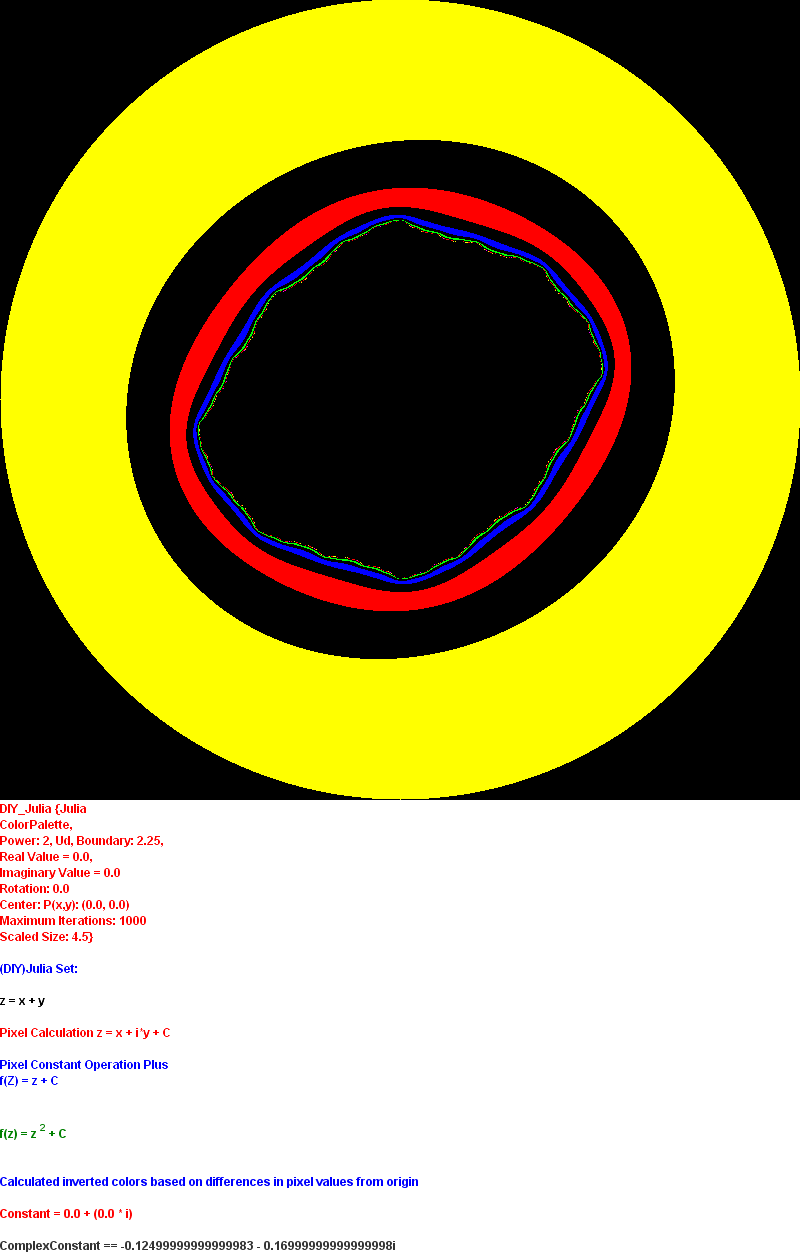 DIY_Julia {Julia
ColorPalette,
Power: 2, Ud, Boundary: 2.25,
Real Value = 0.0,
Imaginary Value = 0.0
Rotation: 0.0
Center: P(x,y): (0.0, 0.0)
Maximum Iterations: 1000
Scaled Size: 4.5}
(DIY)Julia Set:
z = x + y
Pixel Calculation z = x + i*y + C
Pixel Constant Operation Plus
f(Z) = z + C
f(z) = z 2 + C
Calculated inverted colors based on differences in pixel values from origin
Constant = 0.0 + (0.0 * i)
ComplexConstant == -0.12499999999999983 - 0.16999999999999998i